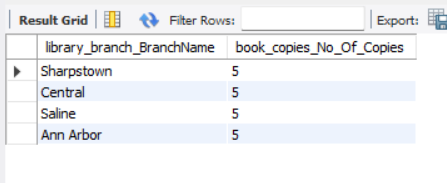 Result Grid Filter Rows: Export:
library_branch_BranchName book_copies_No_Of_Copies
Sharpstown 5
Central 5
Saline 5
Ann Arbor 5